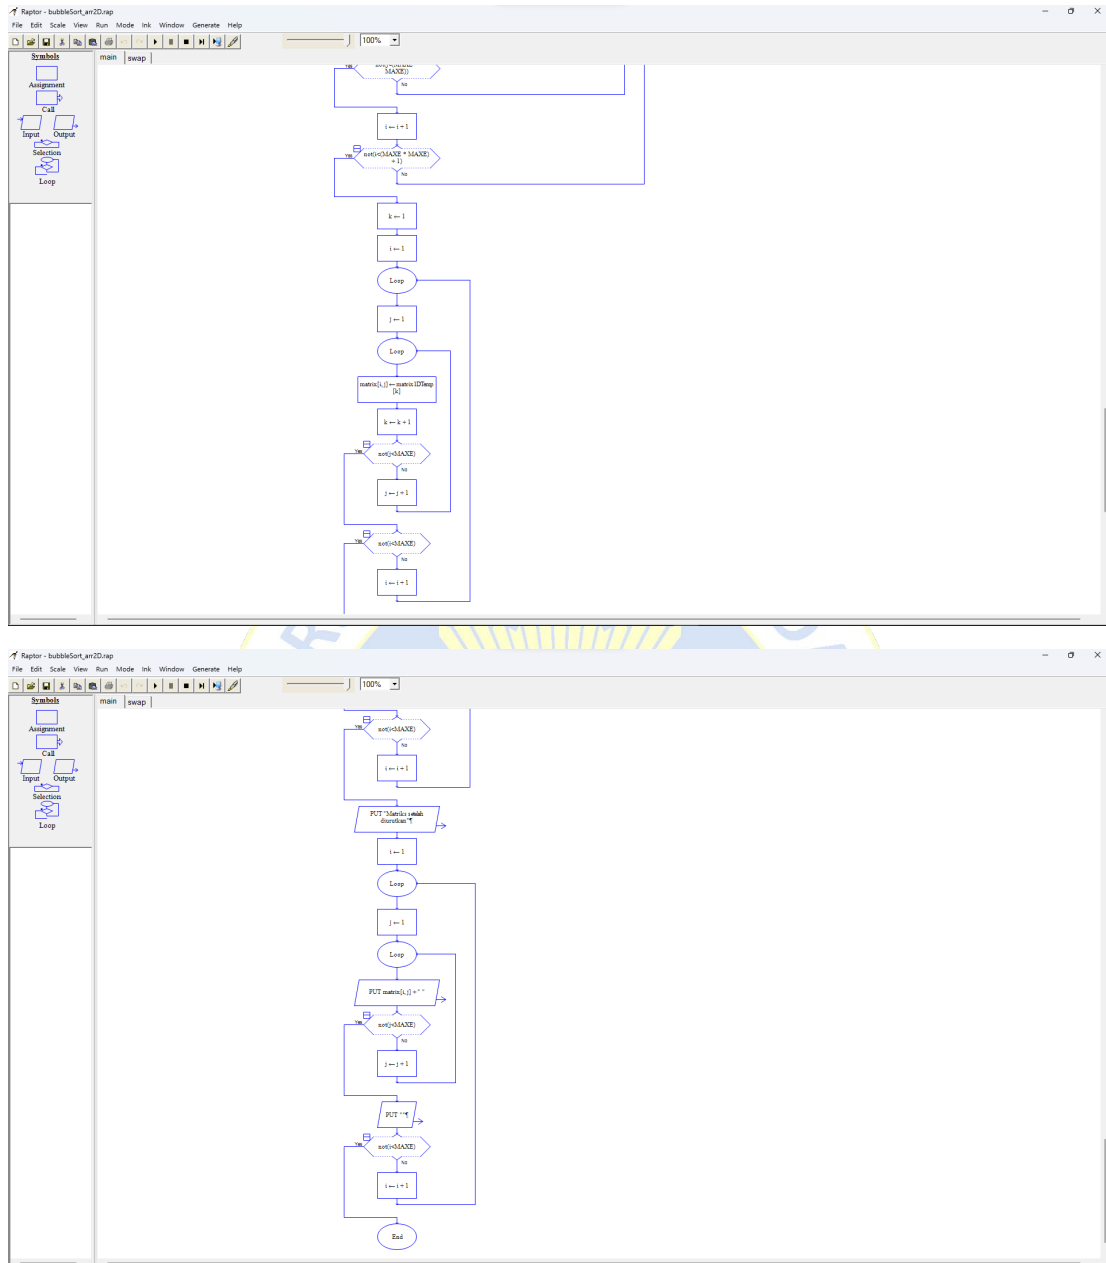 Raptor - bubbleSort_arr2D.rap
File Edit Scale View Run Mode Ink Window Generate Help
100%
Symbols
main swap
Assignment
Call
Input Output
Selection
Loop
MAXE))
Yes
No
i ← i + 1
not(i<(MAXE * MAXE)
+ 1)
Yes
No
k ← 1
i ← 1
Loop
j ← 1
Loop
matrix[i,j] ← matrix1DTemp
[k]
k ← k + 1
not(j<MAXE)
Yes
No
j ← j + 1
not(i<MAXE)
Yes
No
i ← i + 1
Raptor - bubbleSort_arr2D.rap
File Edit Scale View Run Mode Ink Window Generate Help
100%
Symbols
main swap
Assignment
Call
Input Output
Selection
Loop
not(i<MAXE)
Yes
No
i ← i + 1
PUT "Matriks setelah
diurutkan"¶
i ← 1
Loop
j ← 1
Loop
PUT matrix[i,j] + " "
not(j<MAXE)
Yes
No
j ← j + 1
PUT ""¶
not(i<MAXE)
Yes
No
i ← i + 1
End